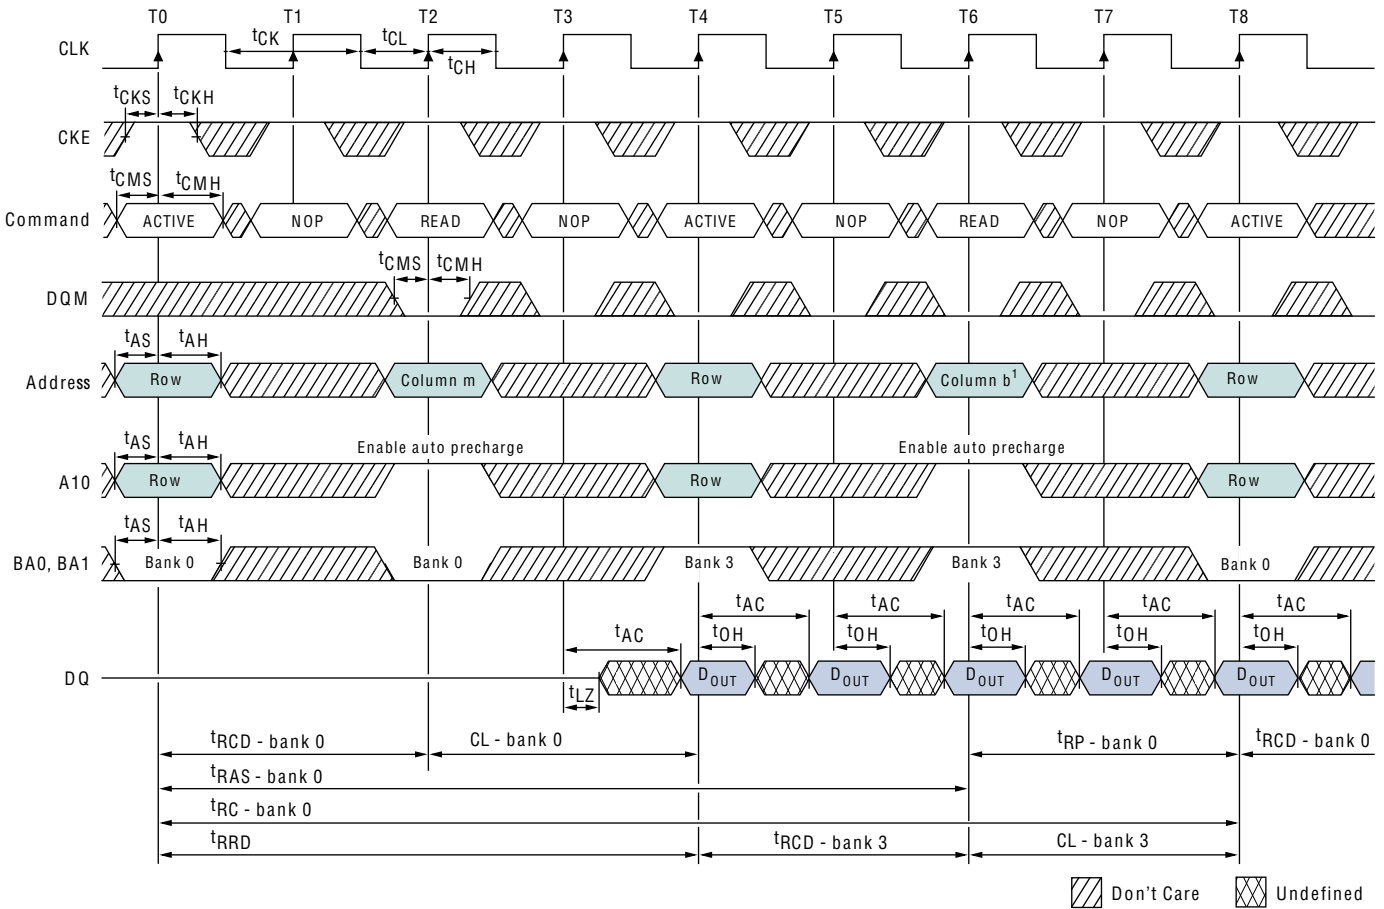 T0 T1 T2 T3 T4 T5 T6 T7 T8
CLK tCK tCL tCH
tCKS tCKH
CKE
tCMS tCMH
Command ACTIVE NOP READ NOP ACTIVE NOP READ NOP ACTIVE
tCMS tCMH
DQM
tAS tAH
Address Row Column m Row Column b1 Row
tAS tAH Enable auto precharge Enable auto precharge
A10 Row Row Row
tAS tAH
BA0, BA1 Bank 0 Bank 0 Bank 3 Bank 3 Bank 0
tAC tAC tAC tAC tAC
tAC tOH tOH tOH tOH tOH
DQ DOUT DOUT DOUT DOUT DOUT
tLZ
tRCD - bank 0 CL - bank 0 tRP - bank 0 tRCD - bank 0
tRAS - bank 0
tRC - bank 0
tRRD tRCD - bank 3 CL - bank 3
Don't Care Undefined